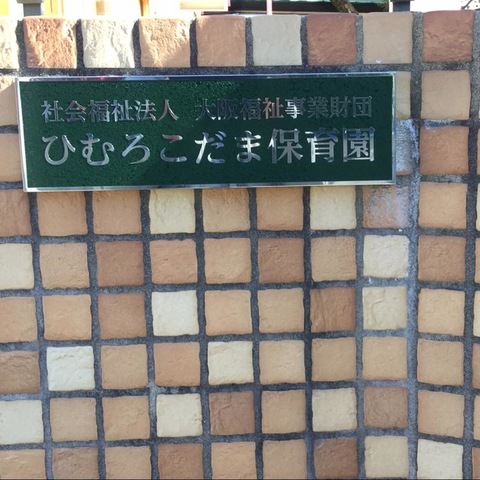 社会福祉法人　大阪福祉事業財団
ひむろこだま保育園